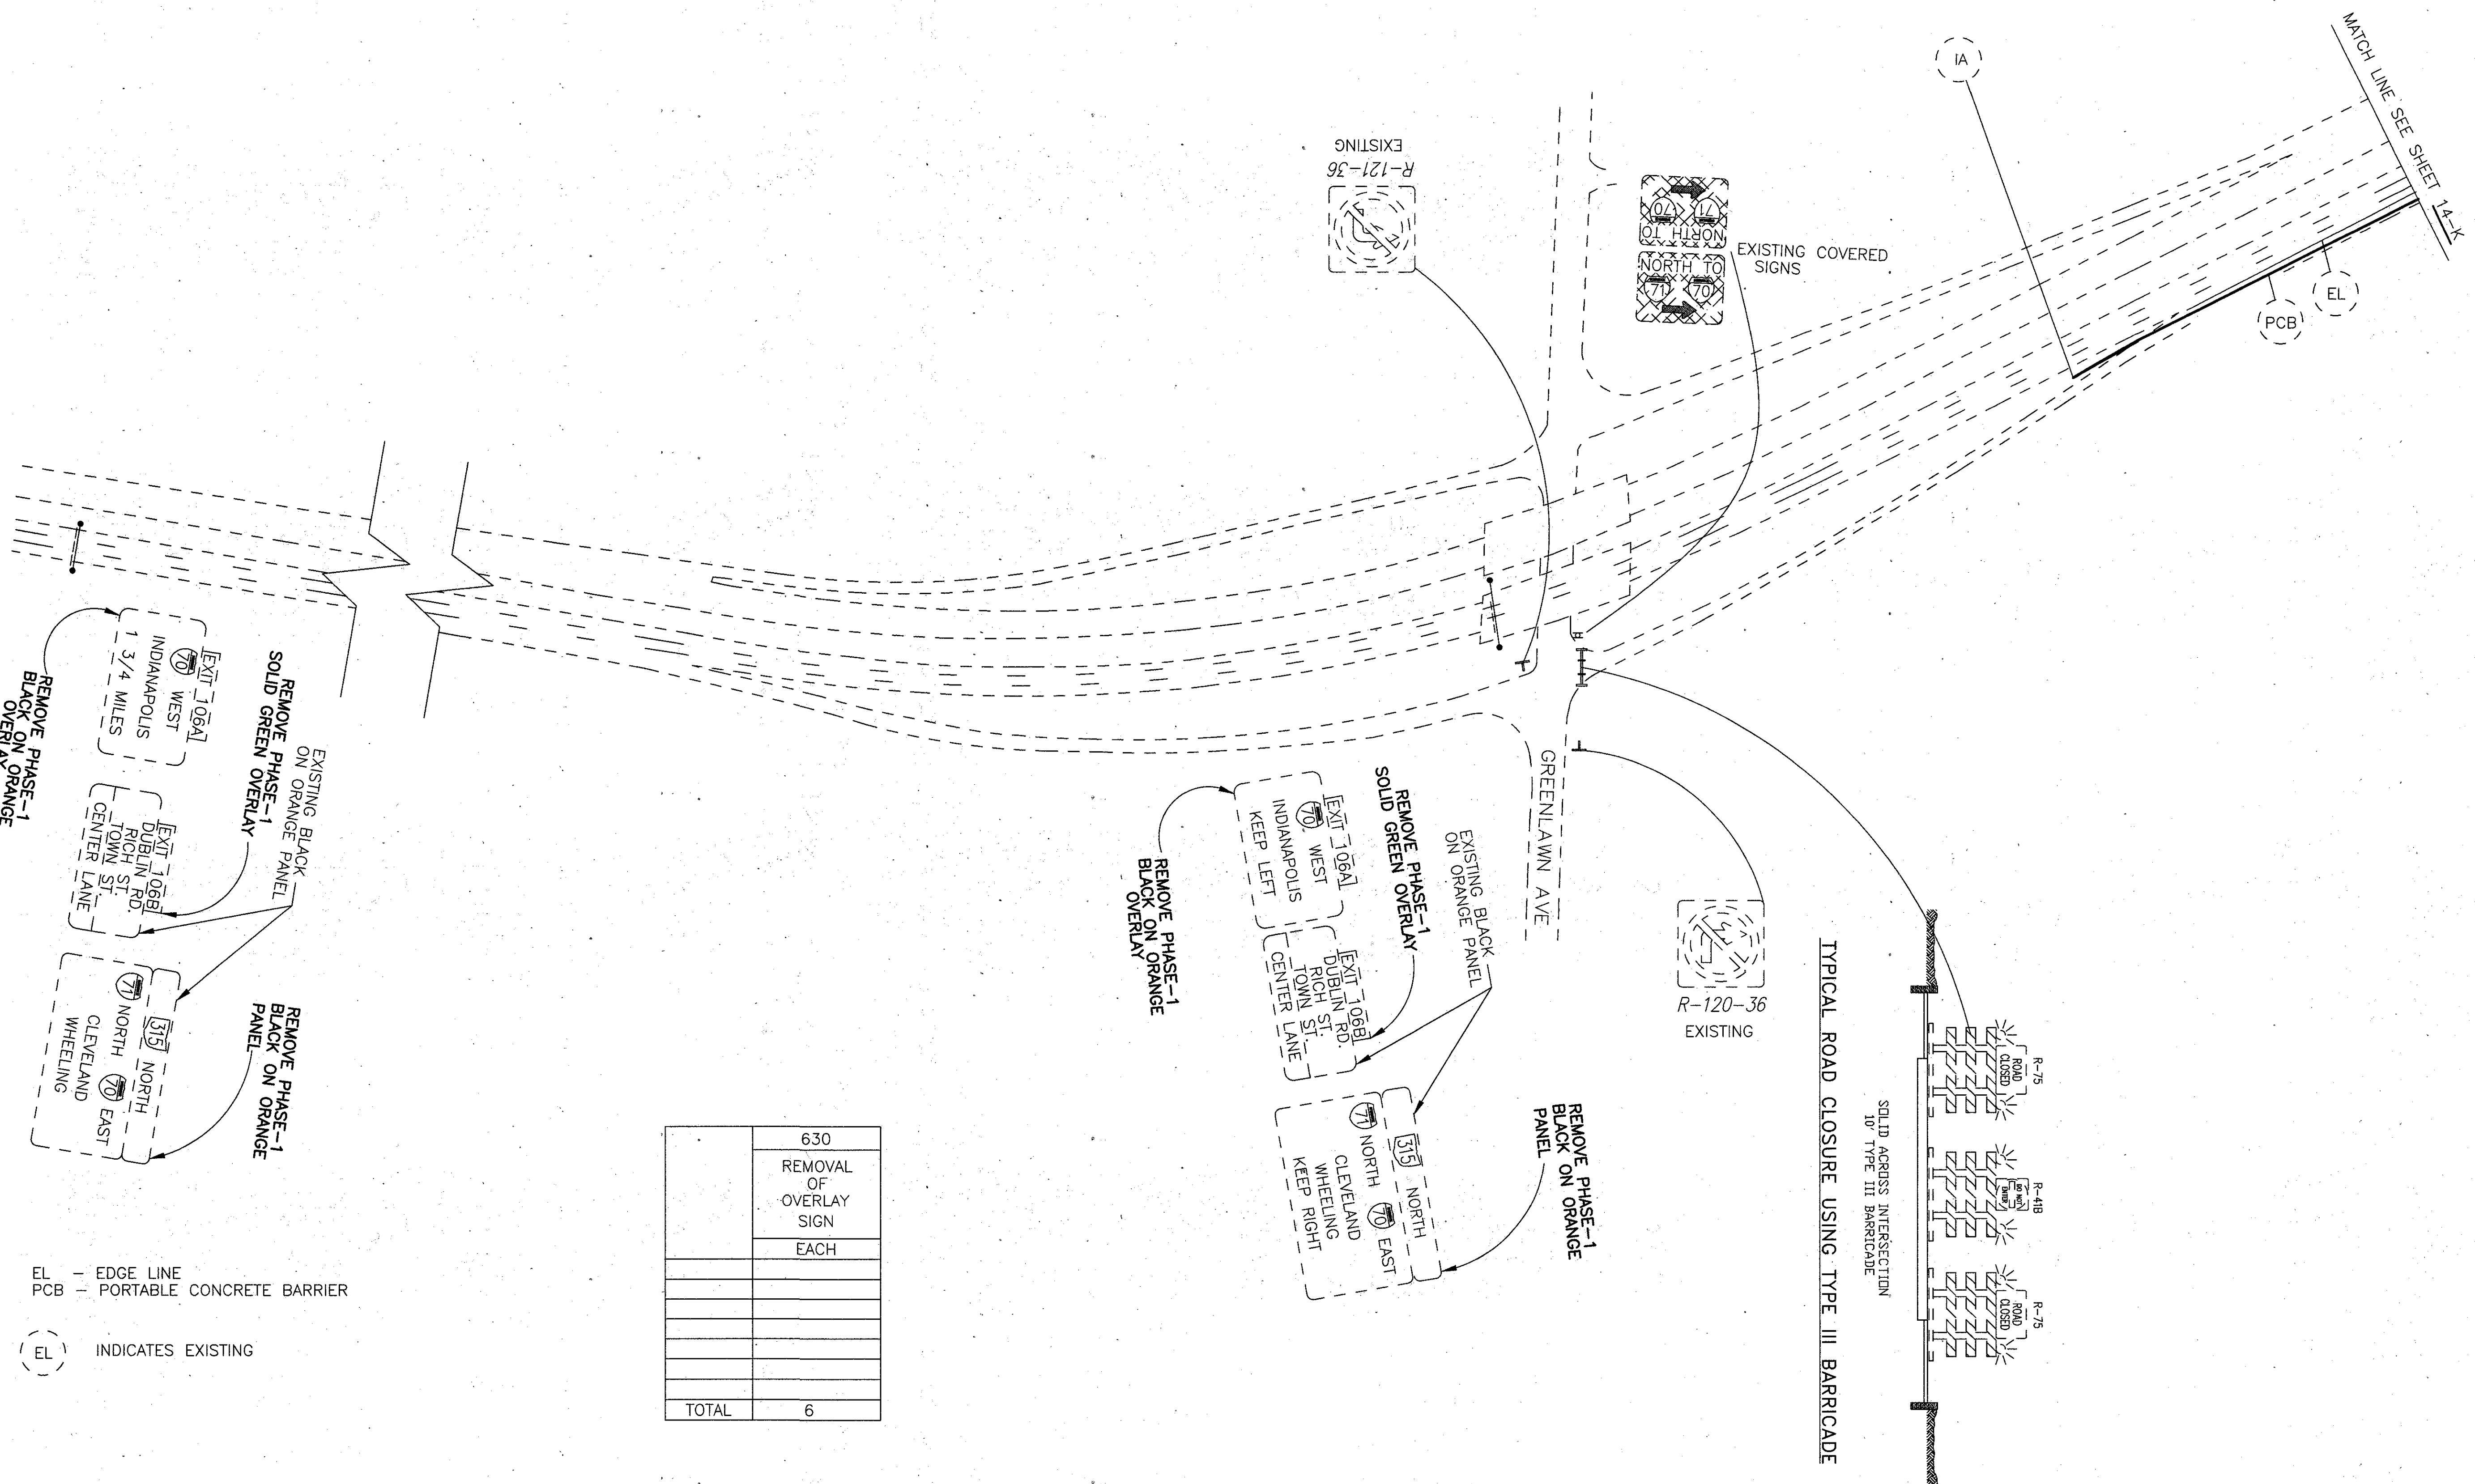 MATCH LINE SEE SHEET 14-K
IA
EL
PCB
EXISTING
R-121-36
70
71
NORTH TO
NORTH TO
71
70
EXISTING COVERED
SIGNS
GREENLAWN AVE
R-120-36
EXISTING
EXISTING BLACK
ON ORANGE PANEL
REMOVE PHASE-1
SOLID GREEN OVERLAY
EXIT 106A
70 WEST
INDIANAPOLIS
1 3/4 MILES
REMOVE PHASE-1
BLACK ON ORANGE
OVERLAY
EXIT 106B
DUBLIN RD.
RICH ST.
TOWN ST.
CENTER LANE
315 NORTH
71 NORTH 70 EAST
CLEVELAND
WHEELING
REMOVE PHASE-1
BLACK ON ORANGE
PANEL
EXISTING BLACK
ON ORANGE PANEL
REMOVE PHASE-1
SOLID GREEN OVERLAY
EXIT 106A
70 WEST
INDIANAPOLIS
KEEP LEFT
REMOVE PHASE-1
BLACK ON ORANGE
OVERLAY
EXIT 106B
DUBLIN RD.
RICH ST.
TOWN ST.
CENTER LANE
315 NORTH
71 NORTH 70 EAST
CLEVELAND
WHEELING
KEEP RIGHT
REMOVE PHASE-1
BLACK ON ORANGE
PANEL
R-75
ROAD
CLOSED
R-41B
DO NOT
ENTER
R-75
ROAD
CLOSED
SOLID ACROSS INTERSECTION
10' TYPE III BARRICADE
TYPICAL ROAD CLOSURE USING TYPE III BARRICADE
630
REMOVAL
OF
OVERLAY
SIGN
EACH
TOTAL 6
EL - EDGE LINE
PCB - PORTABLE CONCRETE BARRIER
EL INDICATES EXISTING